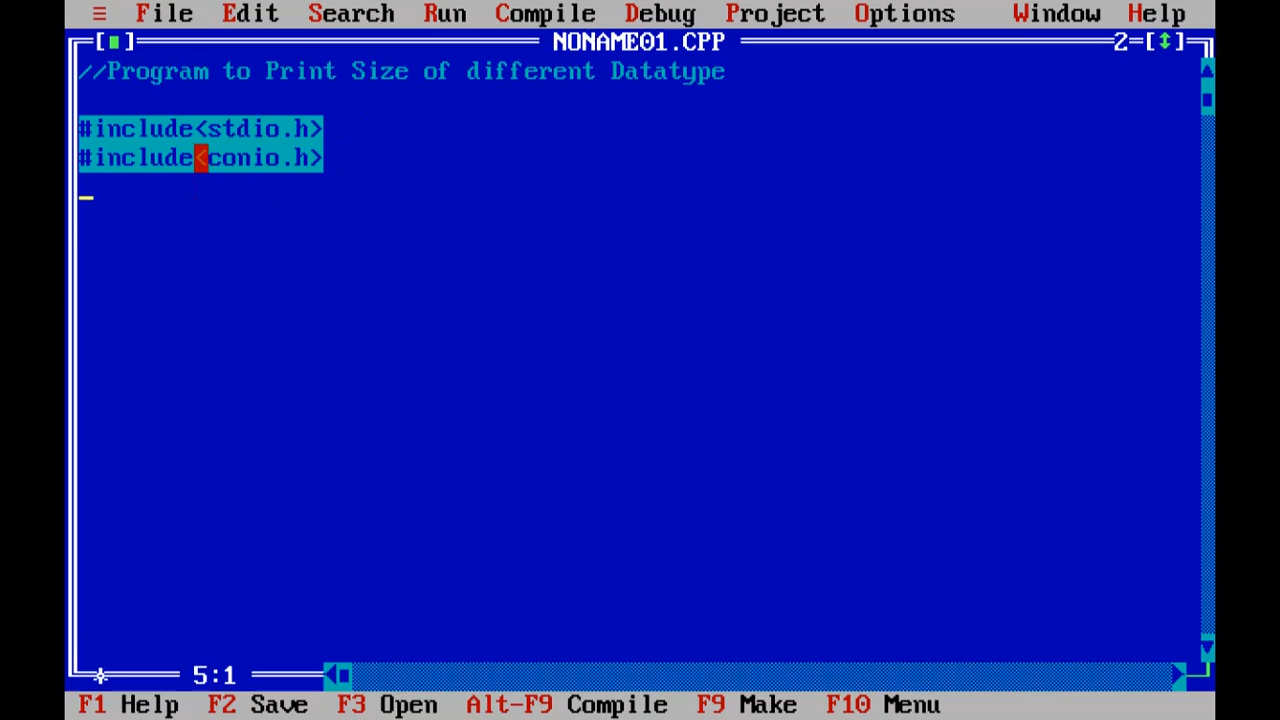 ≡ File Edit Search Run Compile Debug Project Options Window Help
[■] NONAME01.CPP 2=[↕]
//Program to Print Size of different Datatype
#include<stdio.h>
#include<conio.h>
5:1
F1 Help F2 Save F3 Open Alt-F9 Compile F9 Make F10 Menu